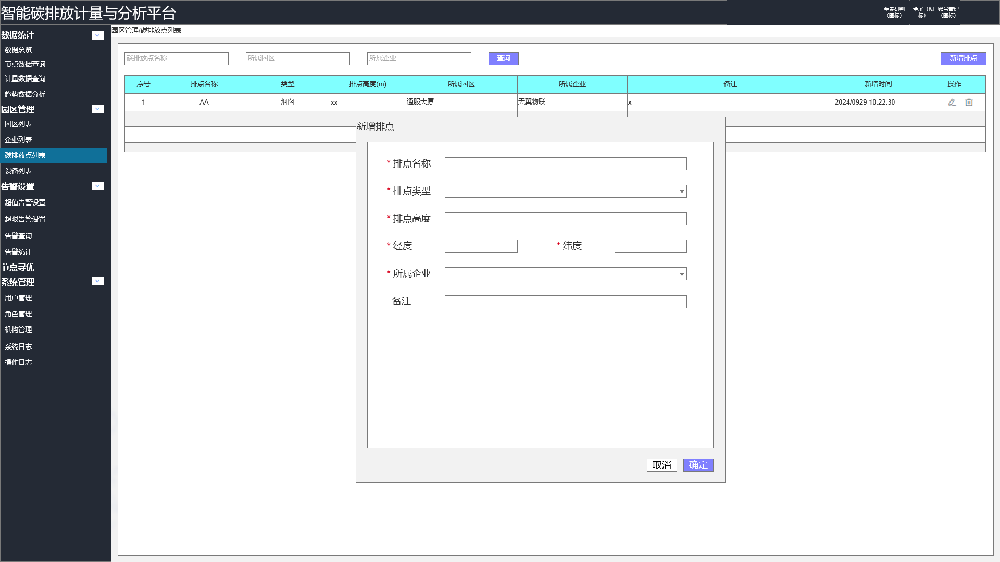 智能碳排放计量与分析平台
全景研判（图标）
全屏（图标）
账号管理（图标）
数据统计
数据总览
节点数据查询
计量数据查询
趋势数据分析
园区管理
园区列表
企业列表
碳排放点列表
设备列表
告警设置
超值告警设置
超限告警设置
告警查询
告警统计
节点寻优
系统管理
用户管理
角色管理
机构管理
系统日志
操作日志
园区管理/碳排放点列表
碳排放点名称 所属园区 所属企业 查询 新增排点
序号 排点名称 类型 排点高度(m) 所属园区 所属企业 备注 新增时间 操作
1 AA 烟囱 xx 通服大厦 天翼物联 x 2024/0929 10:22:30
新增排点
* 排点名称
* 排点类型
* 排点高度
* 经度 * 纬度
* 所属企业
备注
取消 确定